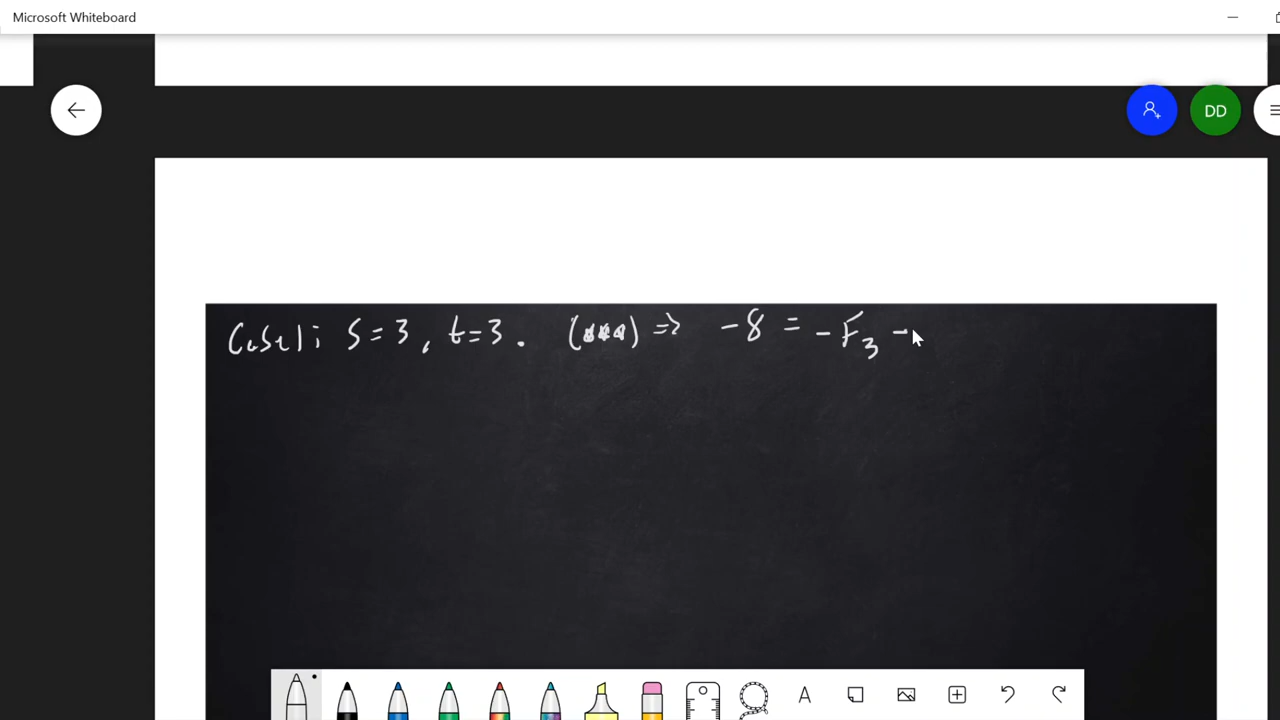 Microsoft Whiteboard
DD
Case 1: S = 3, t = 3. (***) => -8 = -F₃ -
A